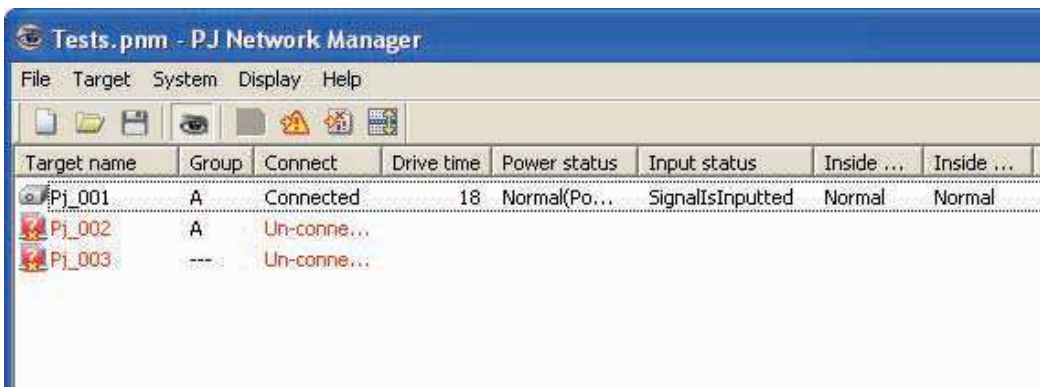 Tests.pnm - PJ Network Manager
File Target System Display Help
Target name Group Connect Drive time Power status Input status Inside ... Inside ...
Pj_001 A Connected 18 Normal(Po... SignalIsInputted Normal Normal
Pj_002 A Un-conne...
Pj_003 --- Un-conne...